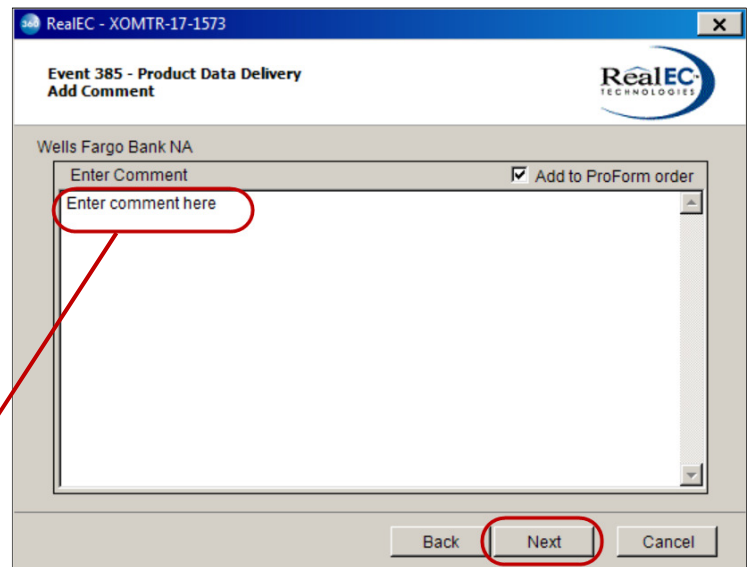 360 RealEC - XOMTR-17-1573
Event 385 - Product Data Delivery
Add Comment
RealEC
TECHNOLOGIES
Wells Fargo Bank NA
Enter Comment
Add to ProForm order
Enter comment here
Back
Next
Cancel